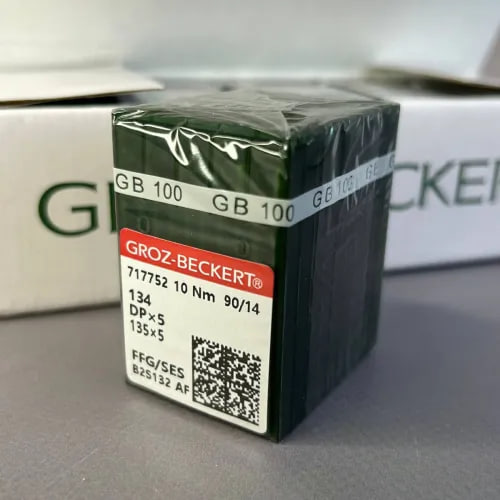 GB 100 GB 100 GB 100 GB
GROZ-BECKERT®
717752 10 Nm 90/14
134
DP×5
135×5
FFG/SES
B2S132 AF
CKERT